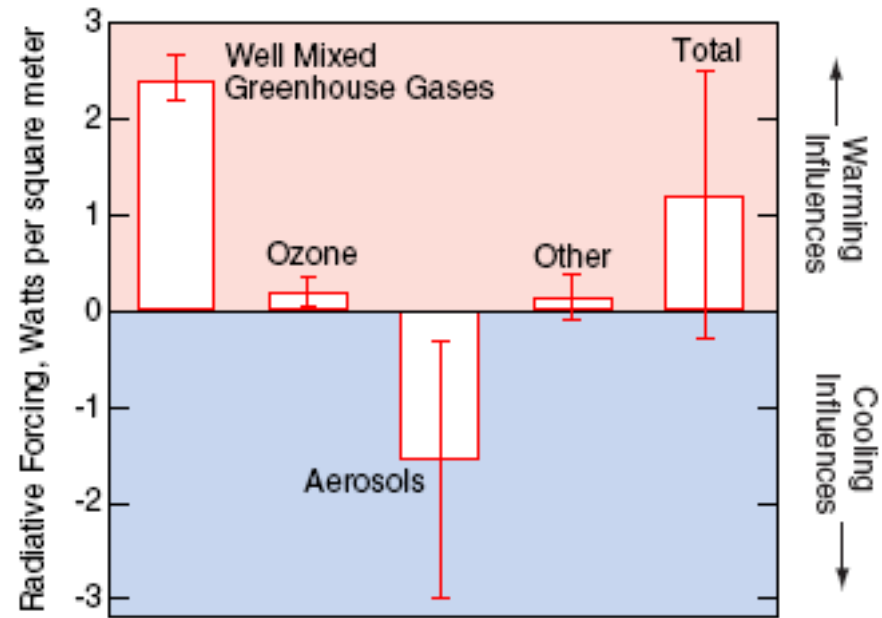 Radiative Forcing, Watts per square meter
3
2
1
0
-1
-2
-3
Well Mixed
Greenhouse Gases
Ozone
Aerosols
Other
Total
Warming
Influences
Cooling
Influences